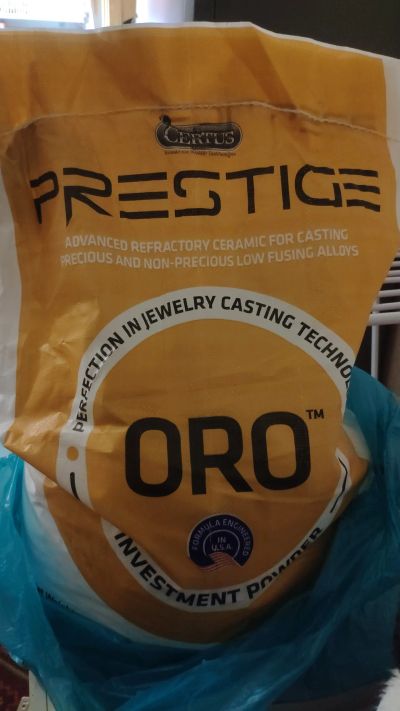 CERTUS
PRESTIGE
ADVANCED REFRACTORY CERAMIC FOR CASTING
PRECIOUS AND NON-PRECIOUS LOW FUSING ALLOYS
PERFECTION IN JEWELRY CASTING TECHNO
ORO™
FORMULA ENGINEERED
IN
U.S.A.
INVESTMENT POWDER